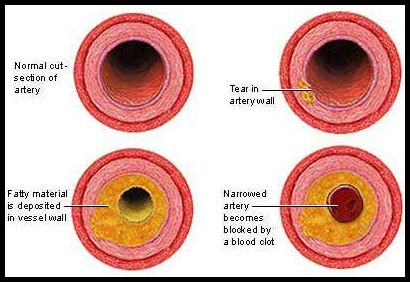 Normal cut-
section of
artery
Tear in
artery wall
Fatty material
is deposited
in vessel wall
Narrowed
artery
becomes
blocked by
a blood clot